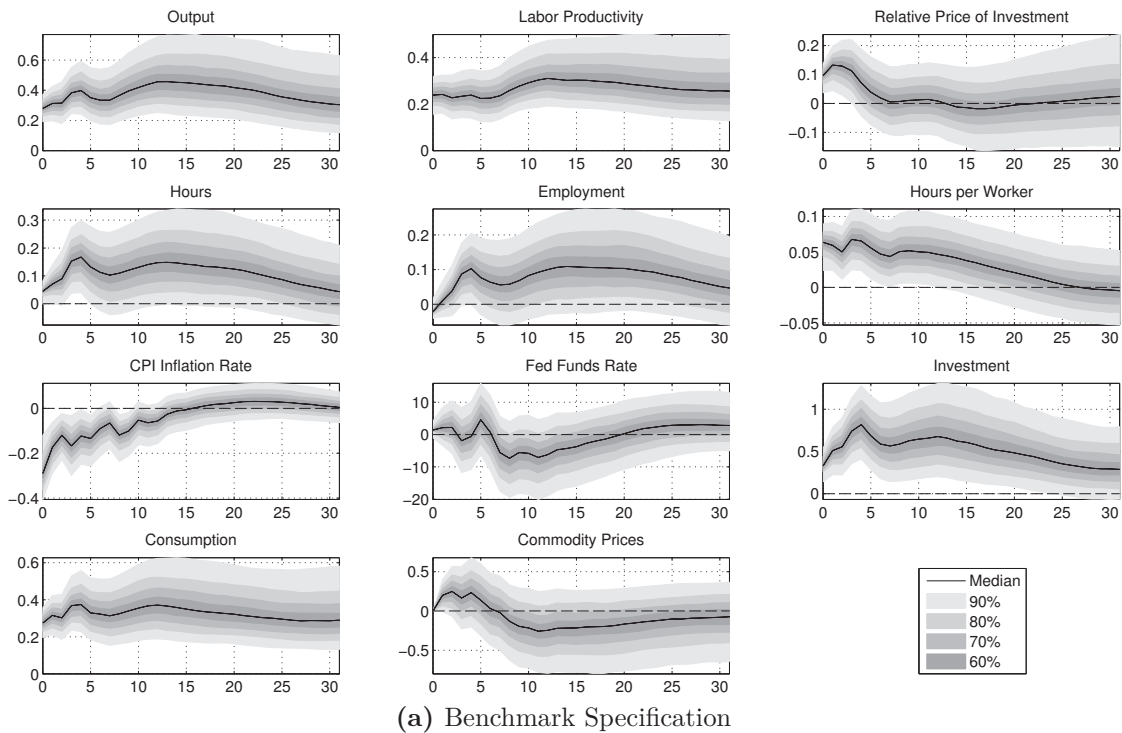 Output
Labor Productivity
Relative Price of Investment
0.6
0.4
0.2
0
0 5 10 15 20 25 30
0.4
0.2
0
0 5 10 15 20 25 30
0.2
0.1
0
−0.1
0 5 10 15 20 25 30
Hours
Employment
Hours per Worker
0.3
0.2
0.1
0
0 5 10 15 20 25 30
0.2
0.1
0
0 5 10 15 20 25 30
0.1
0.05
0
−0.05
0 5 10 15 20 25 30
CPI Inflation Rate
Fed Funds Rate
Investment
0
−0.2
−0.4
0 5 10 15 20 25 30
10
0
−10
−20
0 5 10 15 20 25 30
1
0.5
0
0 5 10 15 20 25 30
Consumption
Commodity Prices
0.6
0.4
0.2
0
0 5 10 15 20 25 30
0.5
0
−0.5
0 5 10 15 20 25 30
Median
90%
80%
70%
60%
(a) Benchmark Specification